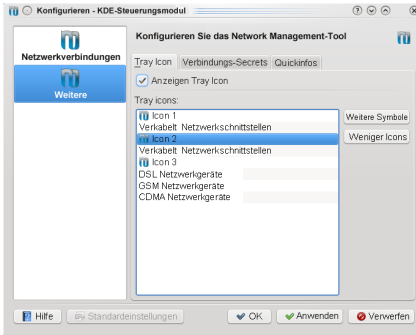 Konfigurieren - KDE-Steuerungsmodul
Netzwerkverbindungen
Weitere
Konfigurieren Sie das Network Management-Tool
Tray Icon
Verbindungs-Secrets
Quickinfos
Anzeigen Tray Icon
Tray icons:
Icon 1
Verkabelt Netzwerkschnittstellen
Icon 2
Verkabelt Netzwerkschnittstellen
Icon 3
DSL Netzwerkgeräte
GSM Netzwerkgeräte
CDMA Netzwerkgeräte
Weitere Symbole
Weniger Icons
Hilfe
Standardeinstellungen
OK
Anwenden
Verwerfen